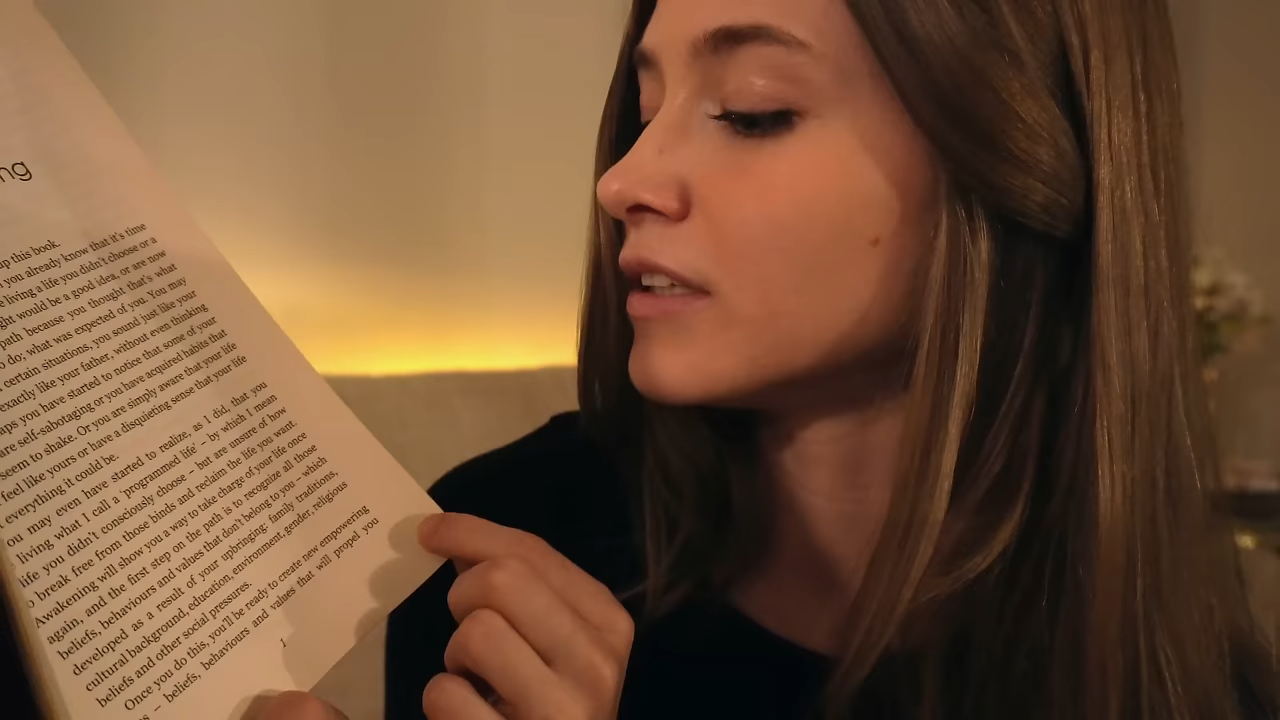 ng
up this book.
you already know that it's time
living a life you didn't choose or a
ght would be a good idea, or are now
path because you thought that's what
o do; what was expected of you. You may
certain situations, you sound just like your
exactly like your father, without even thinking
aps you have started to notice that some of your
are self-sabotaging or you have acquired habits that
seem to shake. Or you are simply aware that your life
feel like yours or have a disquieting sense that your life
everything it could be.
ou may even have started to realize, as I did, that you
living what I call a 'programmed life' – by which I mean
life you didn't consciously choose – but are unsure of how
o break free from those binds and reclaim the life you want.
Awakening will show you a way to take charge of your life once
again, and the first step on the path is to recognize all those
beliefs, behaviours and values that don't belong to you – which
developed as a result of your upbringing: family traditions,
cultural background, education, environment, gender, religious
beliefs and other social pressures.
Once you do this, you'll be ready to create new empowering
s – beliefs, behaviours and values that will propel you
1